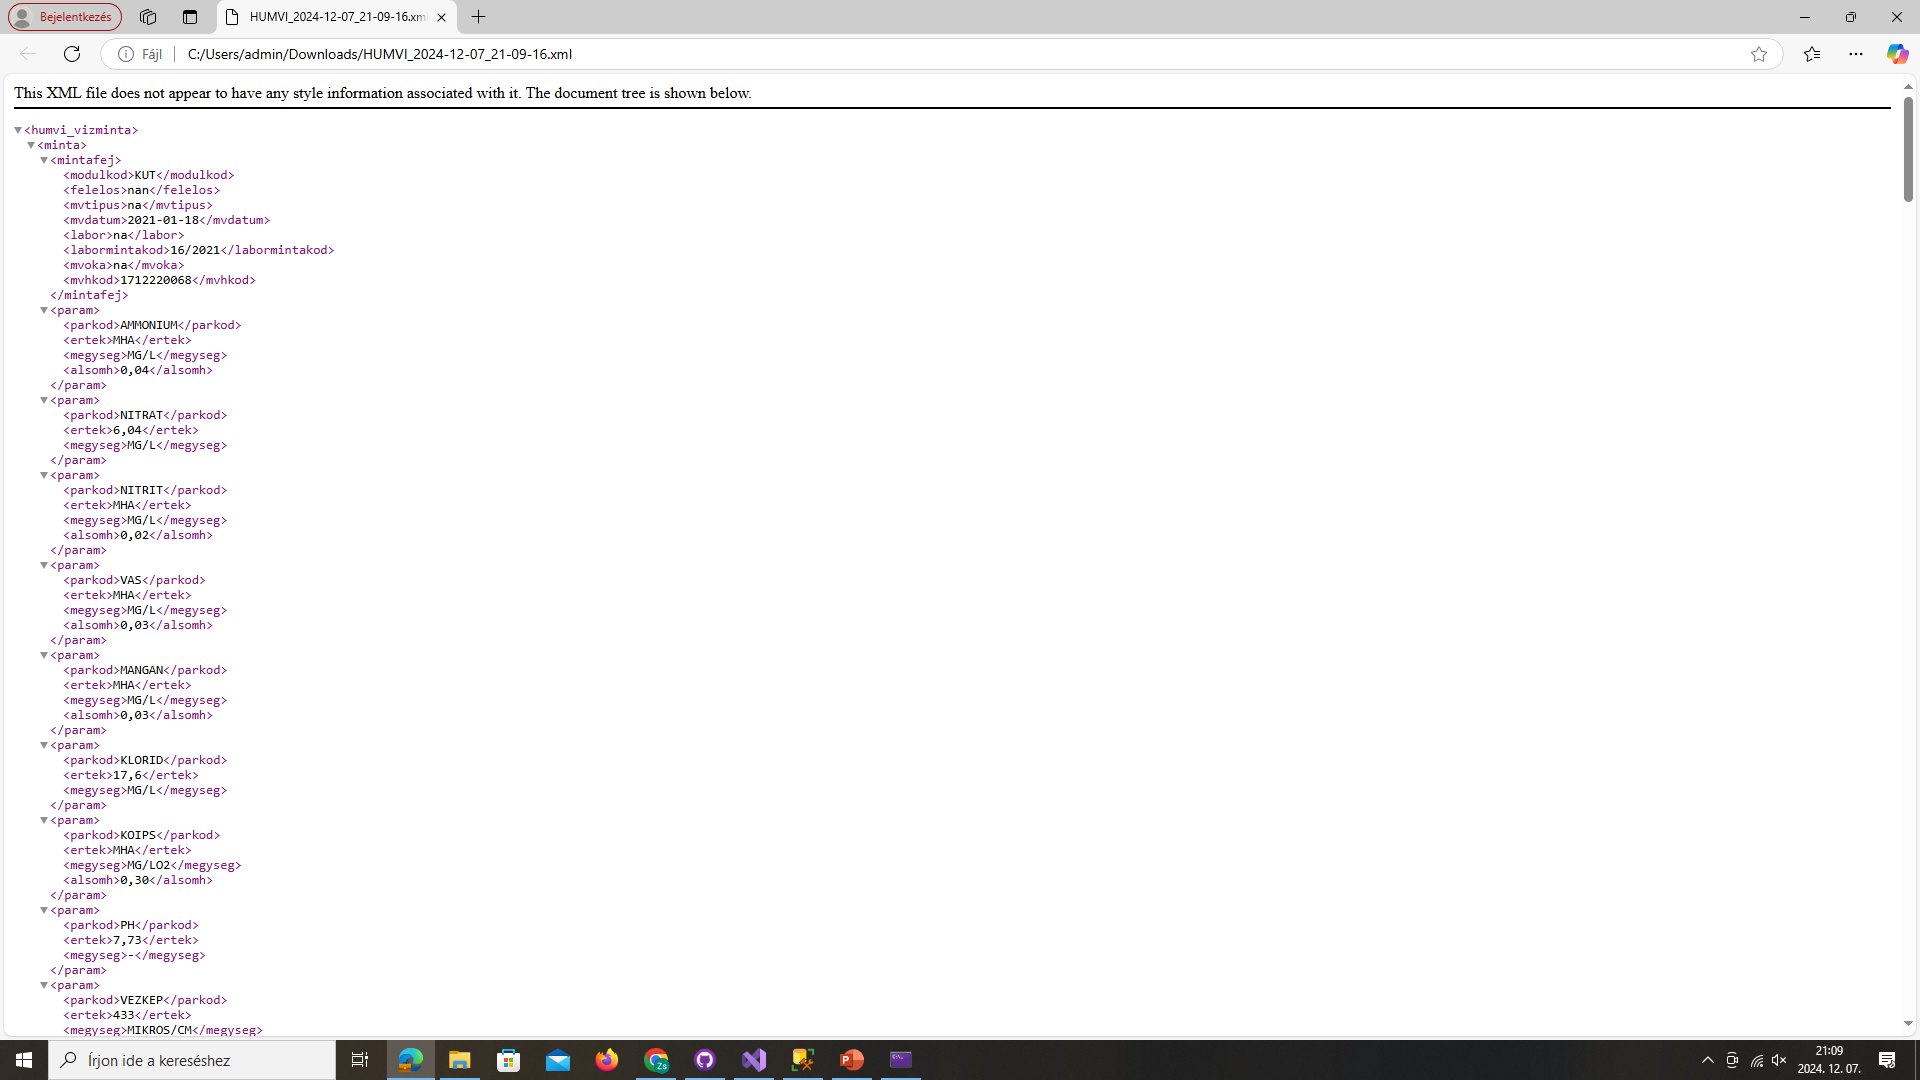 Bejelentkezés
HUMVI_2024-12-07_21-09-16.xml
Fájl
C:/Users/admin/Downloads/HUMVI_2024-12-07_21-09-16.xml
This XML file does not appear to have any style information associated with it. The document tree is shown below.
<humvi_vizminta>
<minta>
<mintafej>
<modulkod>KUT</modulkod>
<felelos>nan</felelos>
<mvtipus>na</mvtipus>
<mvdatum>2021-01-18</mvdatum>
<labor>na</labor>
<labormintakod>16/2021</labormintakod>
<mvoka>na</mvoka>
<mvhkod>1712220068</mvhkod>
</mintafej>
<param>
<parkod>AMMONIUM</parkod>
<ertek>MHA</ertek>
<megyseg>MG/L</megyseg>
<alsomh>0,04</alsomh>
</param>
<param>
<parkod>NITRAT</parkod>
<ertek>6,04</ertek>
<megyseg>MG/L</megyseg>
</param>
<param>
<parkod>NITRIT</parkod>
<ertek>MHA</ertek>
<megyseg>MG/L</megyseg>
<alsomh>0,02</alsomh>
</param>
<param>
<parkod>VAS</parkod>
<ertek>MHA</ertek>
<megyseg>MG/L</megyseg>
<alsomh>0,03</alsomh>
</param>
<param>
<parkod>MANGAN</parkod>
<ertek>MHA</ertek>
<megyseg>MG/L</megyseg>
<alsomh>0,03</alsomh>
</param>
<param>
<parkod>KLORID</parkod>
<ertek>17,6</ertek>
<megyseg>MG/L</megyseg>
</param>
<param>
<parkod>KOIPS</parkod>
<ertek>MHA</ertek>
<megyseg>MG/LO2</megyseg>
<alsomh>0,30</alsomh>
</param>
<param>
<parkod>PH</parkod>
<ertek>7,73</ertek>
<megyseg>-</megyseg>
</param>
<param>
<parkod>VEZKEP</parkod>
<ertek>433</ertek>
<megyseg>MIKROS/CM</megyseg>
Írjon ide a kereséshez
Zs
21:09
2024. 12. 07.